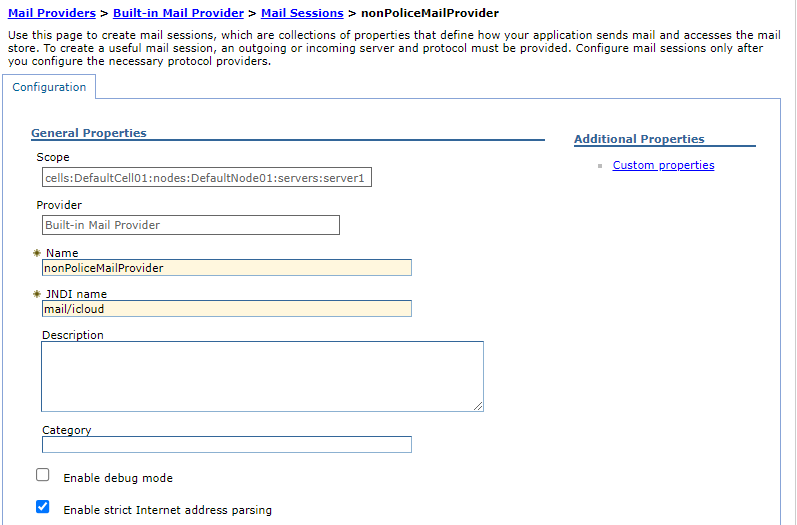 Mail Providers > Built-in Mail Provider > Mail Sessions > nonPoliceMailProvider
Use this page to create mail sessions, which are collections of properties that define how your application sends mail and accesses the mail
store. To create a useful mail session, an outgoing or incoming server and protocol must be provided. Configure mail sessions only after
you configure the necessary protocol providers.
Configuration
General Properties
Scope
cells:DefaultCell01:nodes:DefaultNode01:servers:server1
Provider
Built-in Mail Provider
Name
nonPoliceMailProvider
JNDI name
mail/icloud
Description
Category
Enable debug mode
Enable strict Internet address parsing
Additional Properties
Custom properties